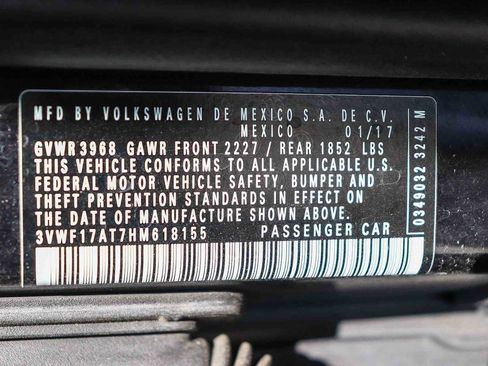 MFD BY VOLKSWAGEN DE MEXICO S.A. DE C.V.
MEXICO 01/17
GVWR 3968 GAWR FRONT 2227 / REAR 1852 LBS
THIS VEHICLE CONFORMS TO ALL APPLICABLE U.S.
FEDERAL MOTOR VEHICLE SAFETY, BUMPER AND
THEFT PREVENTION STANDARDS IN EFFECT ON
THE DATE OF MANUFACTURE SHOWN ABOVE.
3VWF17AT7HM618155 PASSENGER CAR
0349032 3242 M